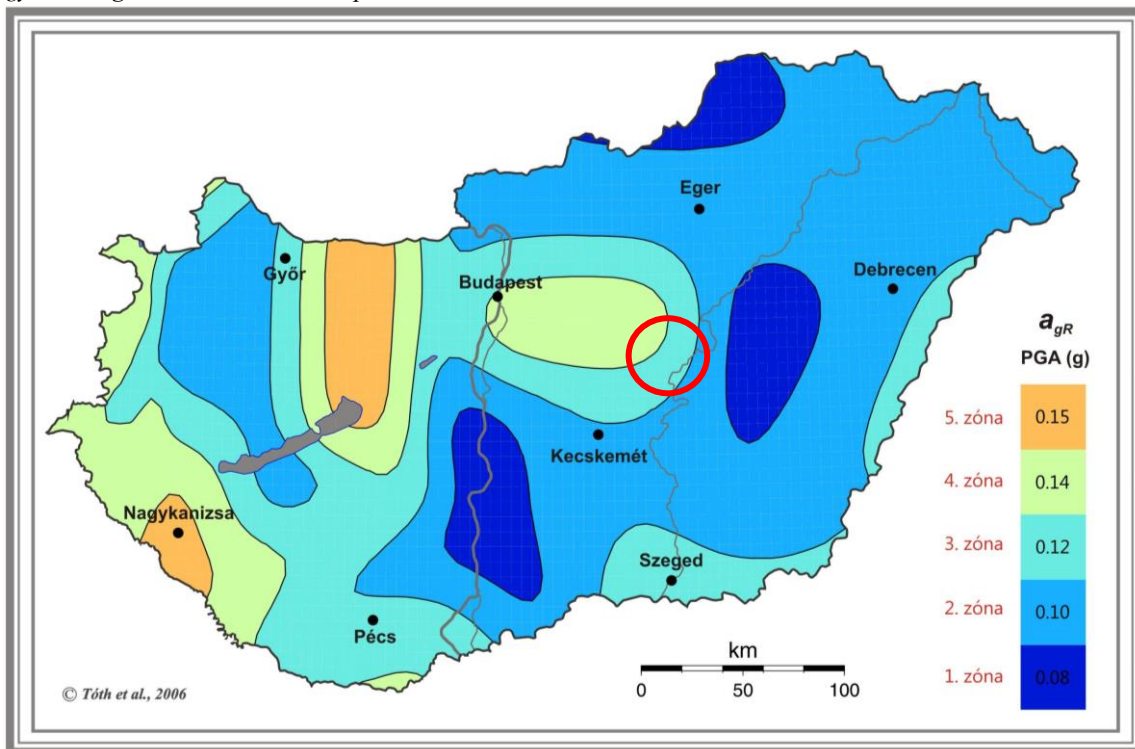 Eger
Debrecen
Győr
Budapest
a_gR
PGA (g)
5. zóna 0.15
4. zóna 0.14
Kecskemét
3. zóna 0.12
Nagykanizsa
Szeged
2. zóna 0.10
Pécs
km
1. zóna 0.08
0 50 100
© Tóth et al., 2006